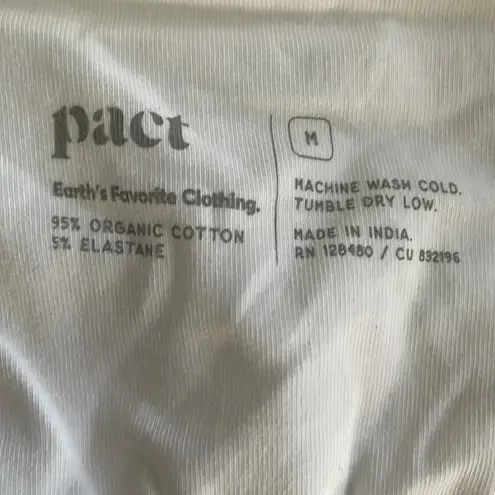 pact
Earth's Favorite Clothing.
95% ORGANIC COTTON
5% ELASTANE
M
MACHINE WASH COLD.
TUMBLE DRY LOW.
MADE IN INDIA.
RN 128480 / CU 832196